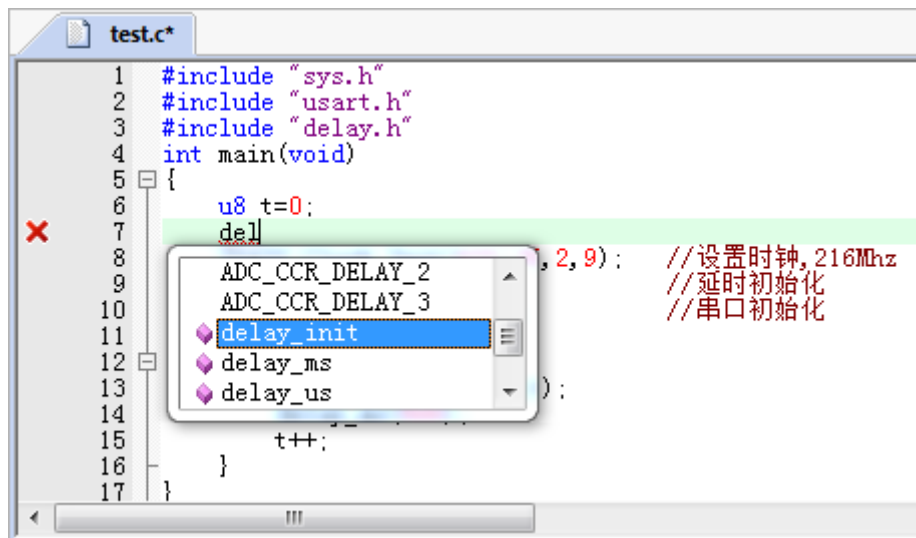 test.c*
1 #include "sys.h"
2 #include "usart.h"
3 #include "delay.h"
4 int main(void)
5 {
6 u8 t=0;
7 del
8 ,2,9); //设置时钟,216Mhz
9 //延时初始化
10 //串口初始化
11
12
13 );
14
15 t++;
16 }
17 }
ADC_CCR_DELAY_2
ADC_CCR_DELAY_3
delay_init
delay_ms
delay_us